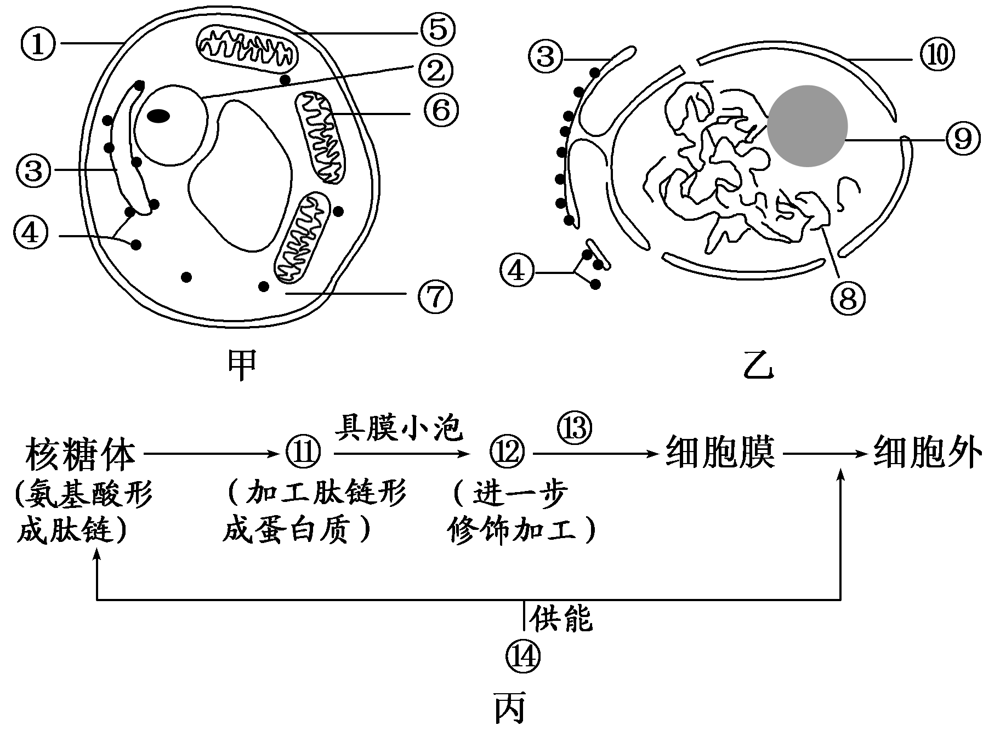 ① ⑤
② ⑥
③
④
⑦
甲
③ ⑩
⑨
④
⑧
乙
具膜小泡 ⑬
核糖体 ⑪ ⑫ 细胞膜 细胞外
(氨基酸形 (加工肽链形 (进一步
成肽链) 成蛋白质) 修饰加工)
供能
⑭
丙